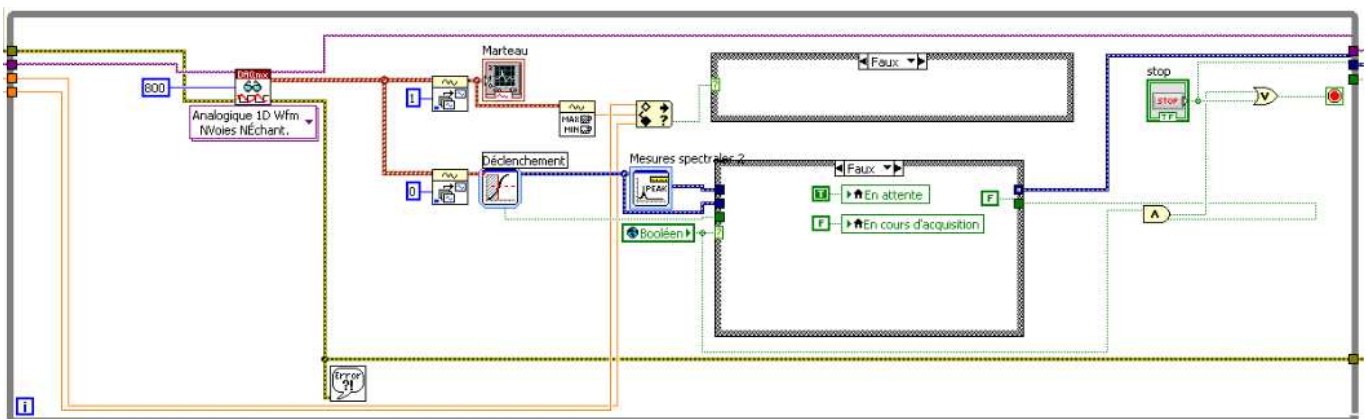 Marteau
Faux
stop
800
1
STOP
Analogique 1D Wfm
NVoies NÉchant.
MAX
MIN
Déclenchement
Mesures spectrales 2
Faux
0
PEAK
T
En attente
F
Booléen
F
En cours d'acquisition
Error
?!
i